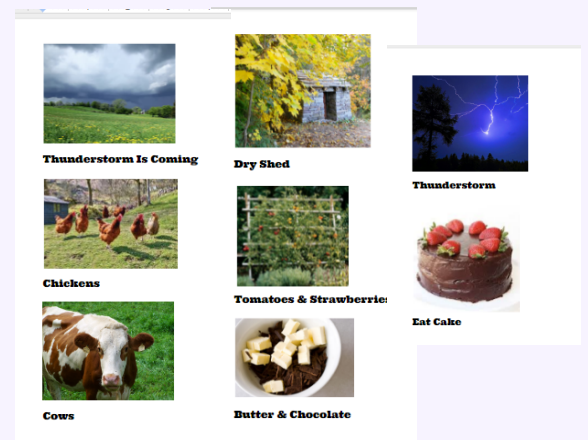 Thunderstorm Is Coming
Chickens
Cows
Dry Shed
Tomatoes & Strawberries
Butter & Chocolate
Thunderstorm
Eat Cake